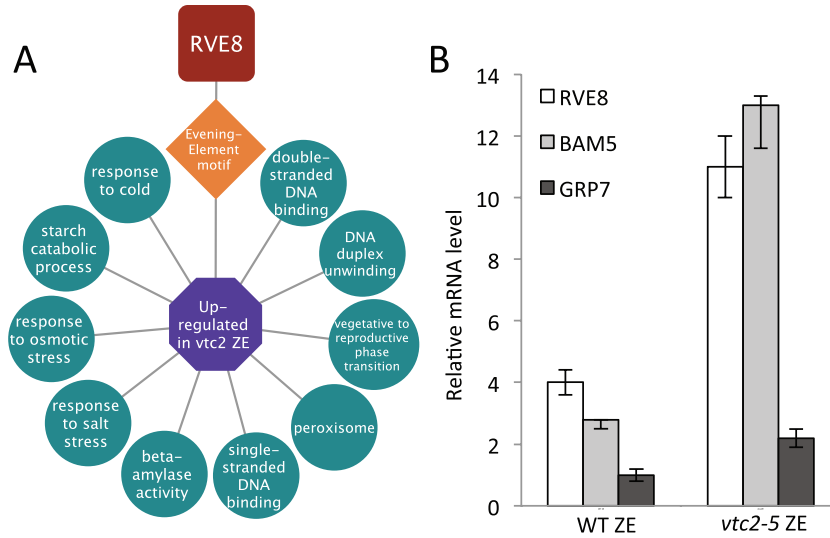 A
RVE8
Evening-
Element
motif
response
to cold
double-
stranded
DNA
binding
starch
catabolic
process
DNA
duplex
unwinding
Up-
regulated
in vtc2 ZE
response
to osmotic
stress
vegetative to
reproductive
phase
transition
response
to salt
stress
peroxisome
beta-
amylase
activity
single-
stranded
DNA
binding
B
Relative mRNA level
14
12
10
8
6
4
2
0
RVE8
BAM5
GRP7
WT ZE
vtc2-5 ZE